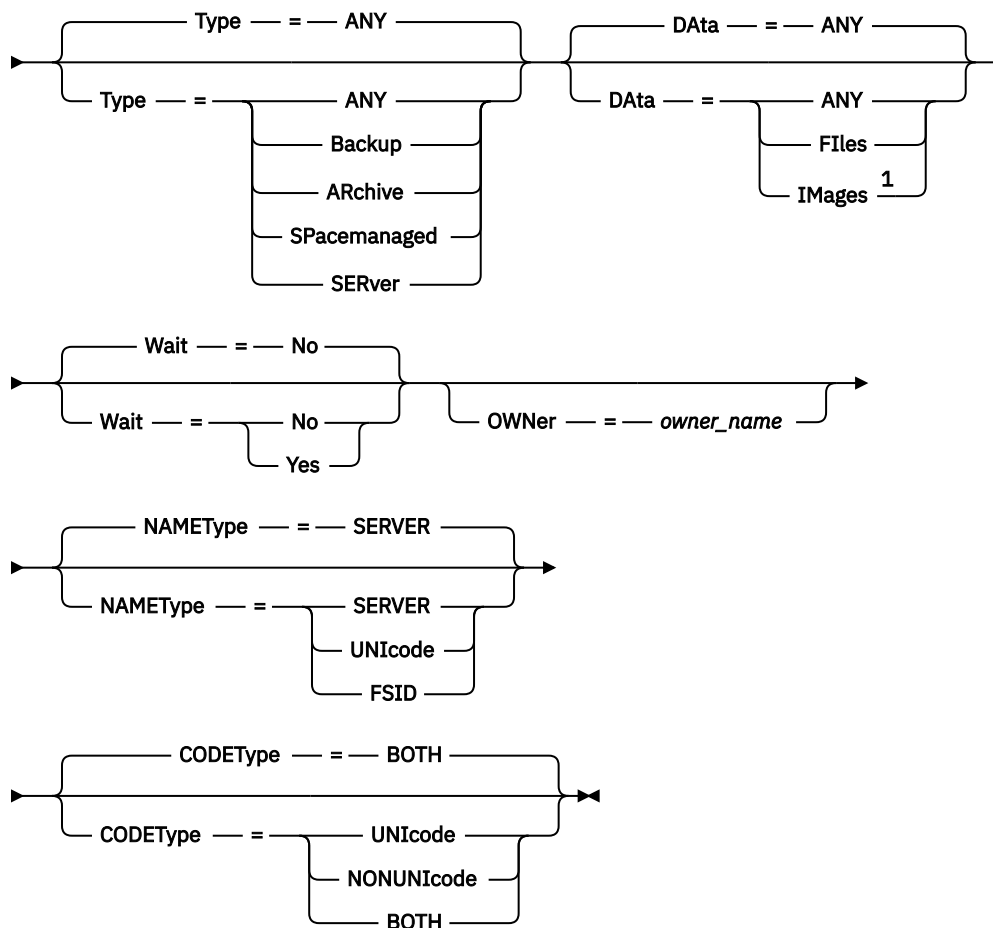 Type = ANY
DAta = ANY
Type = ANY
DAta = ANY
Backup
FIles
ARchive
IMages 1
SPacemanaged
SERver
Wait = No
Wait = No
OWNer = owner_name
Yes
NAMEType = SERVER
NAMEType = SERVER
UNIcode
FSID
CODEType = BOTH
CODEType = UNIcode
NONUNIcode
BOTH